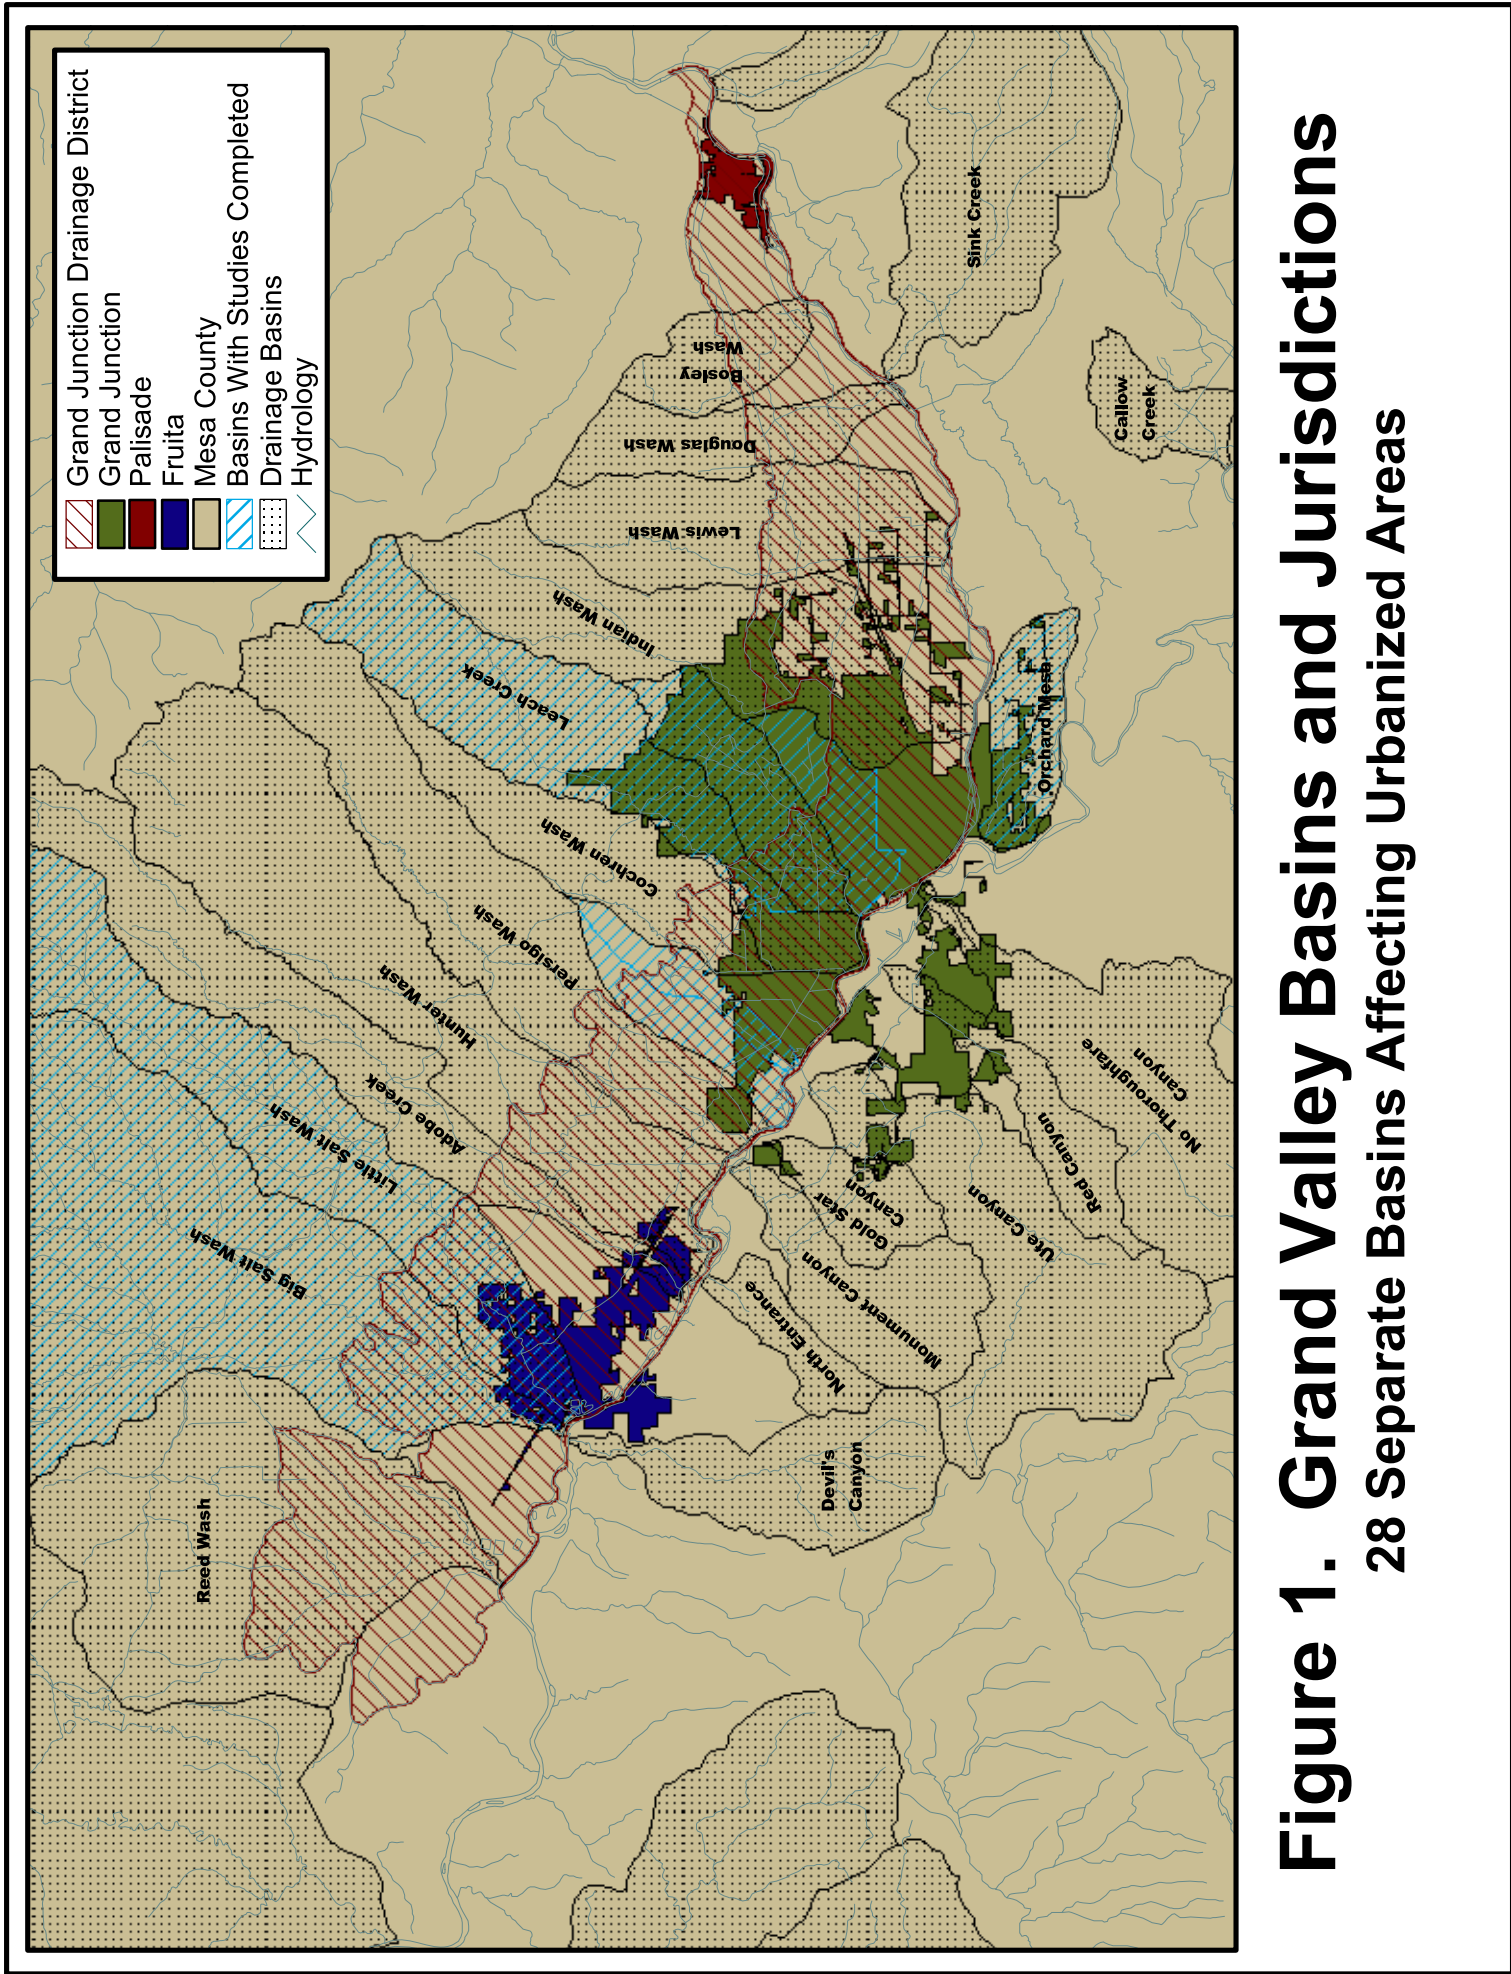 Grand Junction Drainage District
Grand Junction
Palisade
Fruita
Mesa County
Basins With Studies Completed
Drainage Basins
Hydrology
Reed Wash
Big Salt Wash
Little Salt Wash
Adobe Creek
Hunter Wash
Persigo Wash
Cochren Wash
Leach Creek
Indian Wash
Lewis Wash
Douglas Wash
Bosley
Wash
Sink Creek
Callow
Creek
Orchard Mesa
No Thoroughfare
Canyon
Red Canyon
Ute Canyon
Gold Star
Canyon
Monument Canyon
North Entrance
Devil's
Canyon
Figure 1. Grand Valley Basins and Jurisdictions
28 Separate Basins Affecting Urbanized Areas